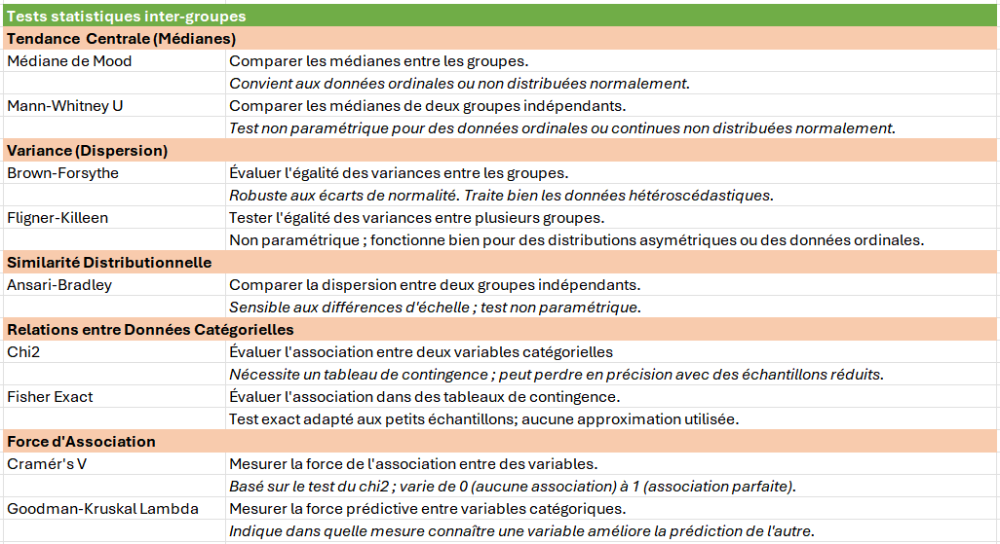 Tests statistiques inter-groupes
Tendance Centrale (Médianes)
Médiane de Mood Comparer les médianes entre les groupes.
Convient aux données ordinales ou non distribuées normalement.
Mann-Whitney U Comparer les médianes de deux groupes indépendants.
Test non paramétrique pour des données ordinales ou continues non distribuées normalement.
Variance (Dispersion)
Brown-Forsythe Évaluer l'égalité des variances entre les groupes.
Robuste aux écarts de normalité. Traite bien les données hétéroscédastiques.
Fligner-Killeen Tester l'égalité des variances entre plusieurs groupes.
Non paramétrique ; fonctionne bien pour des distributions asymétriques ou des données ordinales.
Similarité Distributionnelle
Ansari-Bradley Comparer la dispersion entre deux groupes indépendants.
Sensible aux différences d'échelle ; test non paramétrique.
Relations entre Données Catégorielles
Chi2 Évaluer l'association entre deux variables catégorielles
Nécessite un tableau de contingence ; peut perdre en précision avec des échantillons réduits.
Fisher Exact Évaluer l'association dans des tableaux de contingence.
Test exact adapté aux petits échantillons; aucune approximation utilisée.
Force d'Association
Cramér's V Mesurer la force de l'association entre des variables.
Basé sur le test du chi2 ; varie de 0 (aucune association) à 1 (association parfaite).
Goodman-Kruskal Lambda Mesurer la force prédictive entre variables catégoriques.
Indique dans quelle mesure connaître une variable améliore la prédiction de l'autre.